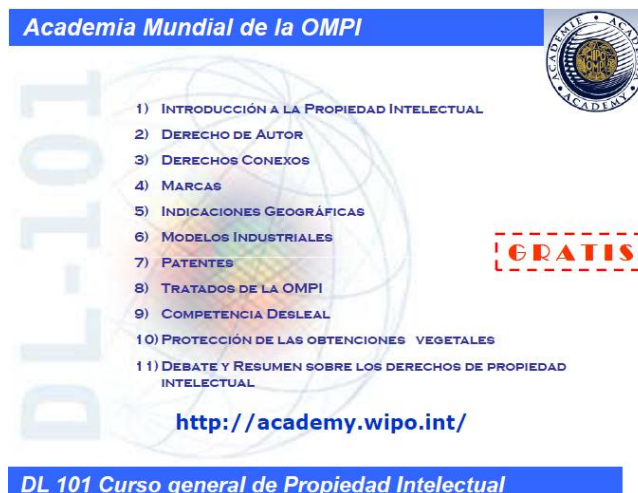 Academia Mundial de la OMPI
ACADÉMIE
ACADEMY
WIPO
OMPI
DL-101
1) INTRODUCCIÓN A LA PROPIEDAD INTELECTUAL
2) DERECHO DE AUTOR
3) DERECHOS CONEXOS
4) MARCAS
5) INDICACIONES GEOGRÁFICAS
6) MODELOS INDUSTRIALES
7) PATENTES
8) TRATADOS DE LA OMPI
9) COMPETENCIA DESLEAL
10) PROTECCIÓN DE LAS OBTENCIONES VEGETALES
11) DEBATE Y RESUMEN SOBRE LOS DERECHOS DE PROPIEDAD
INTELECTUAL
GRATIS
http://academy.wipo.int/
DL 101 Curso general de Propiedad Intelectual